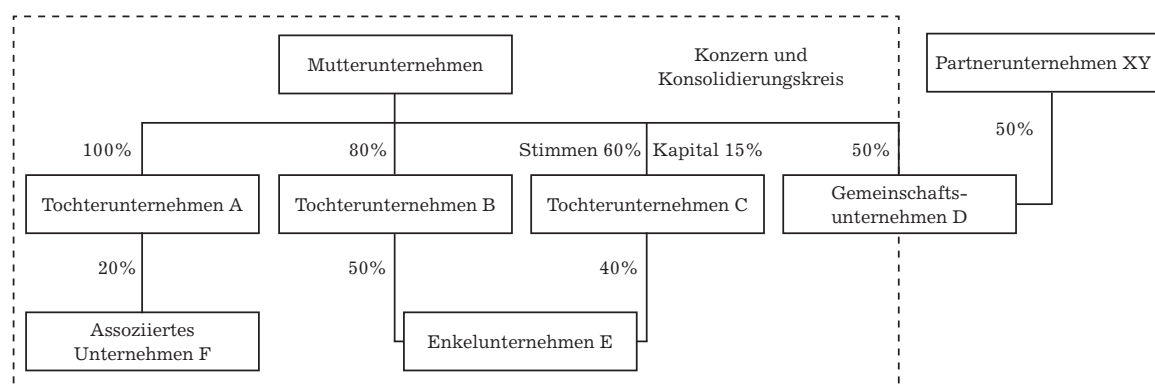 Mutterunternehmen
Konzern und
Konsolidierungskreis
Partnerunternehmen XY
100%
80%
Stimmen 60%
Kapital 15%
50%
50%
Tochterunternehmen A
Tochterunternehmen B
Tochterunternehmen C
Gemeinschafts-
unternehmen D
20%
50%
40%
Assoziiertes
Unternehmen F
Enkelunternehmen E